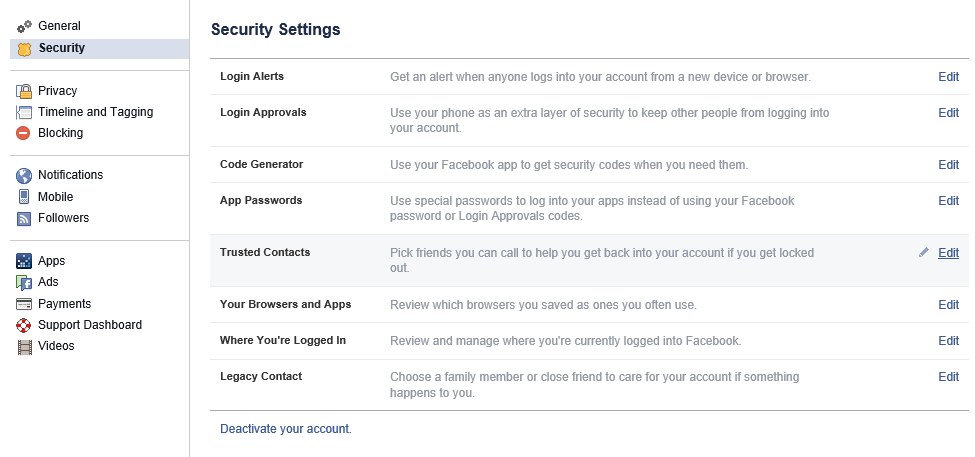 General
Security
Privacy
Timeline and Tagging
Blocking
Notifications
Mobile
Followers
Apps
Ads
Payments
Support Dashboard
Videos
Security Settings
Login Alerts Get an alert when anyone logs into your account from a new device or browser. Edit
Login Approvals Use your phone as an extra layer of security to keep other people from logging into Edit
your account.
Code Generator Use your Facebook app to get security codes when you need them. Edit
App Passwords Use special passwords to log into your apps instead of using your Facebook Edit
password or Login Approvals codes.
Trusted Contacts Pick friends you can call to help you get back into your account if you get locked Edit
out.
Your Browsers and Apps Review which browsers you saved as ones you often use. Edit
Where You're Logged In Review and manage where you're currently logged into Facebook. Edit
Legacy Contact Choose a family member or close friend to care for your account if something Edit
happens to you.
Deactivate your account.